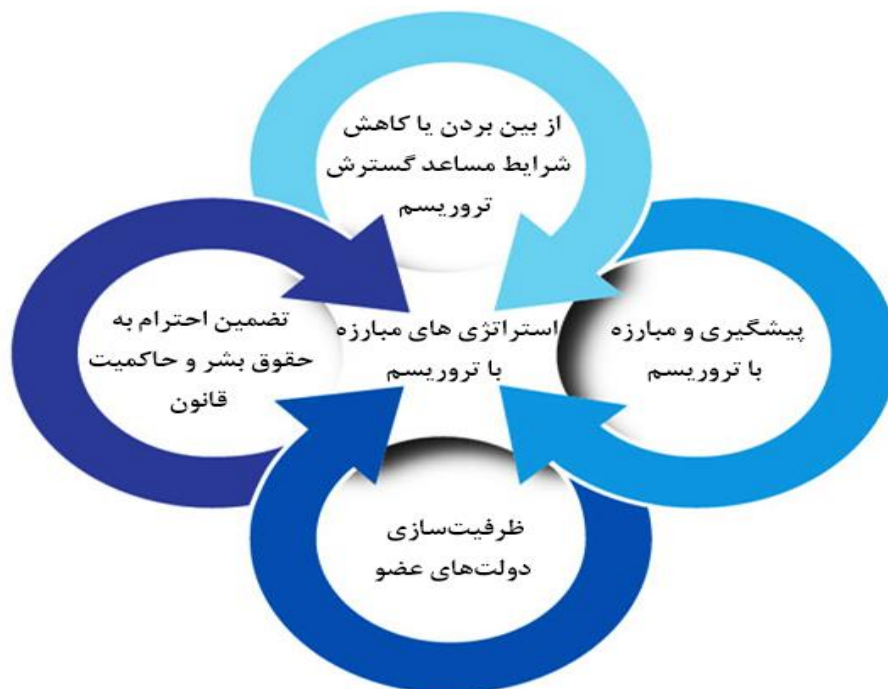 از بین بردن یا کاهش
شرایط مساعد گسترش
تروریسم
پیشگیری و مبارزه
با تروریسم
استراتژی های مبارزه
با تروریسم
تضمین احترام به
حقوق بشر و حاکمیت
قانون
ظرفیت‌سازی
دولت‌های عضو